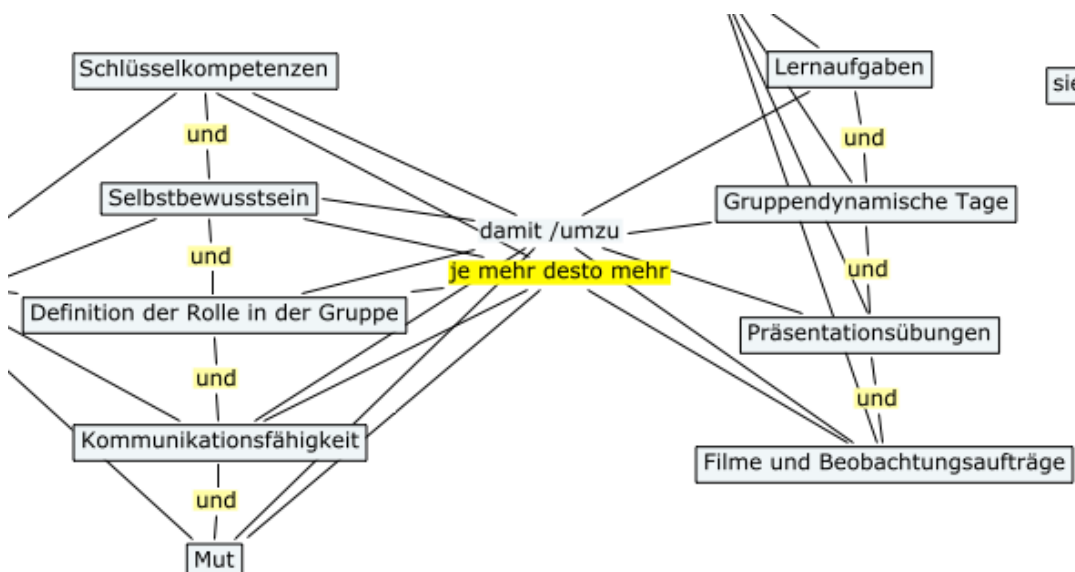 Schlüsselkompetenzen
und
Selbstbewusstsein
und
Definition der Rolle in der Gruppe
und
Kommunikationsfähigkeit
und
Mut
damit /umzu
je mehr desto mehr
Lernaufgaben
und
Gruppendynamische Tage
und
Präsentationsübungen
und
Filme und Beobachtungsaufträge